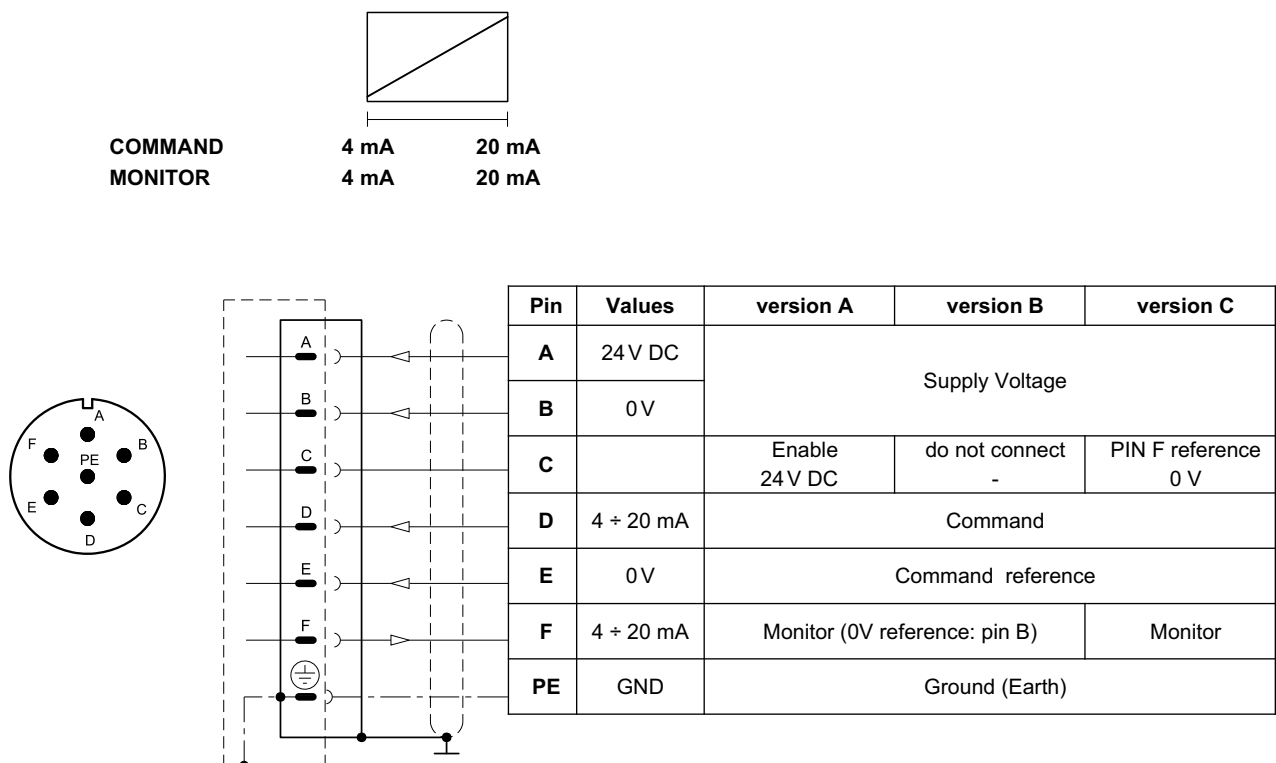 COMMAND 4 mA 20 mA
MONITOR 4 mA 20 mA
Pin Values version A version B version C
A 24 V DC Supply Voltage
B 0 V
C Enable 24 V DC do not connect - PIN F reference 0 V
D 4 ÷ 20 mA Command
E 0 V Command reference
F 4 ÷ 20 mA Monitor (0V reference: pin B) Monitor
PE GND Ground (Earth)
A
B
C
D
E
F
A
F B
PE
E C
D